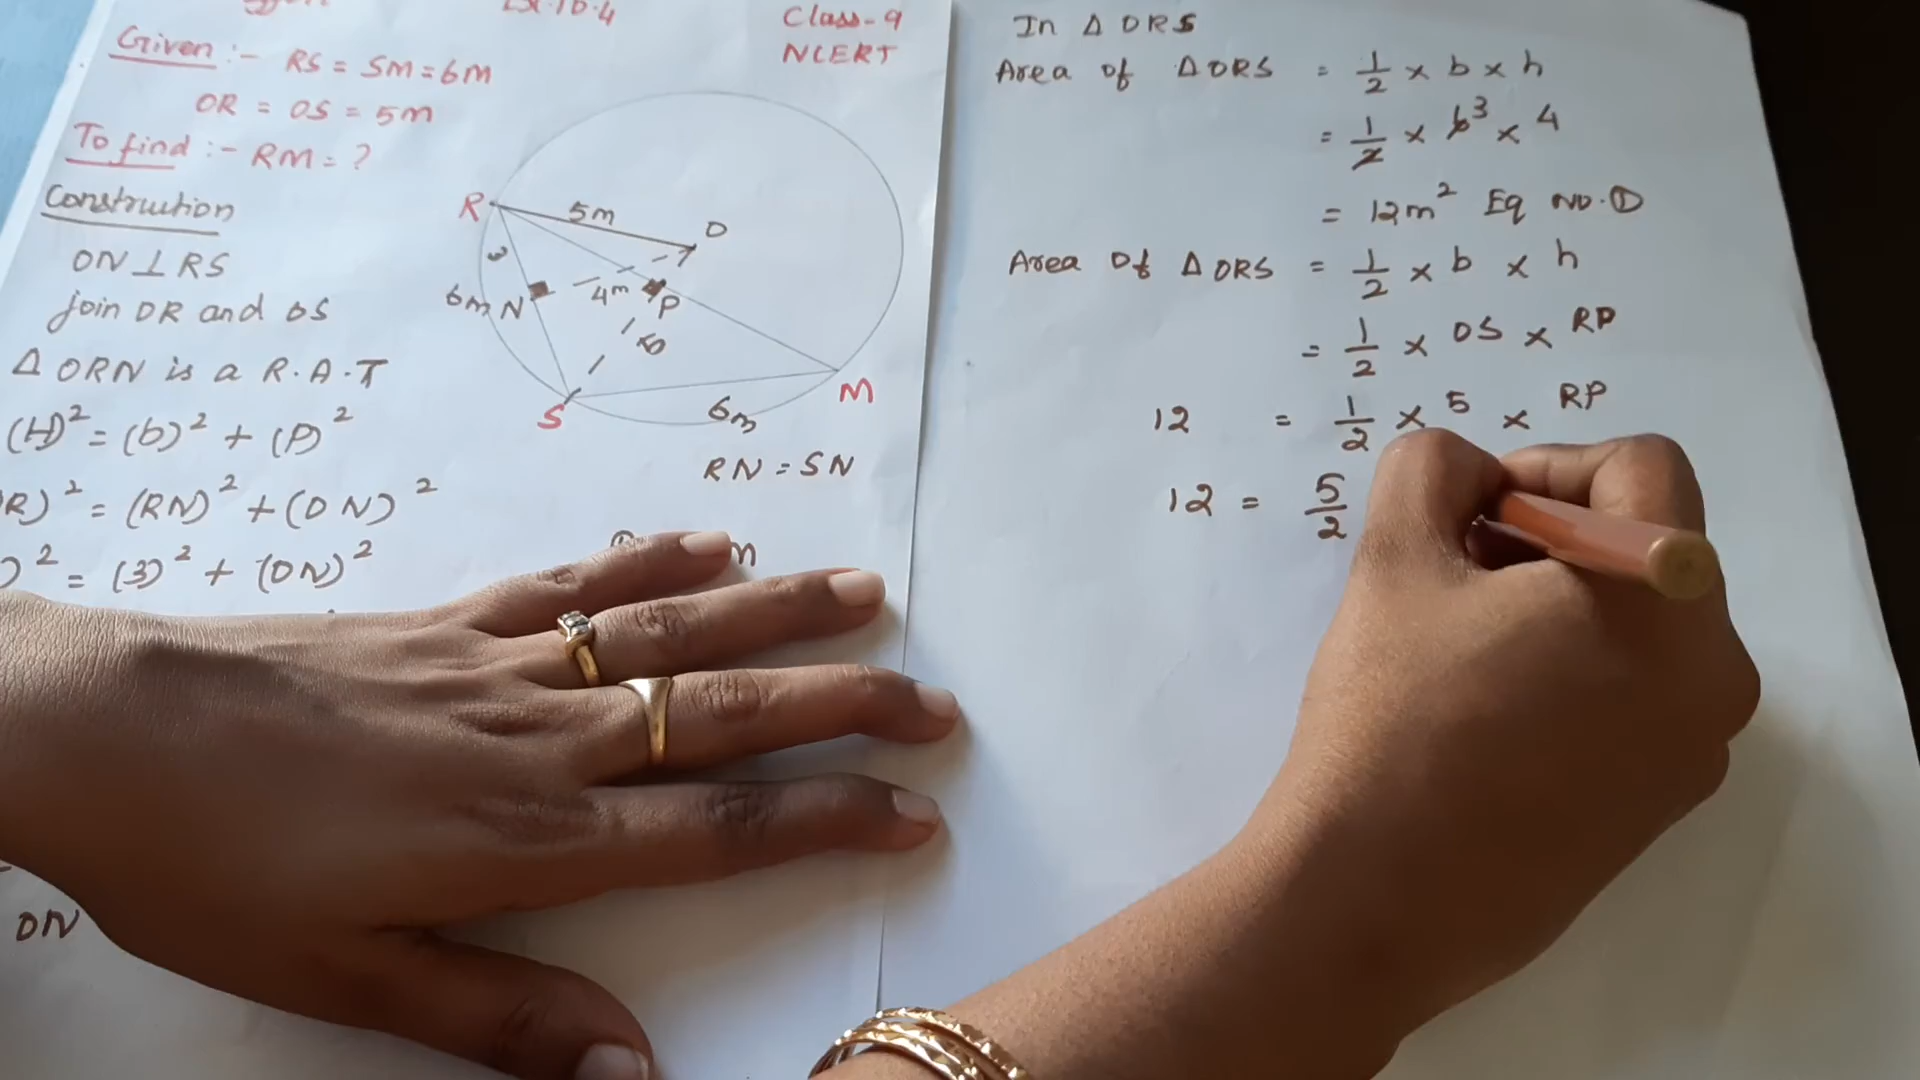 Ex.10.4
Class-9
NCERT
Given :- RS = SM = 6M
OR = OS = 5M
To find :- RM = ?
Construction
ON ⊥ RS
join OR and OS
Δ ORN is a R.A.T
(H)² = (b)² + (P)²
R)² = (RN)² + (ON)²
)² = (3)² + (ON)²
ON
R
5m
O
3
6m N
4m
P
5
S
6m
M
RN = SN
m
In Δ ORS
Area of Δ ORS = 1/2 × b × h
= 1/2 × 6³ × 4
= 12m² Eq NO.①
Area Of Δ ORS = 1/2 × b × h
= 1/2 × OS × RP
12 = 1/2 × 5 × RP
12 = 5/2